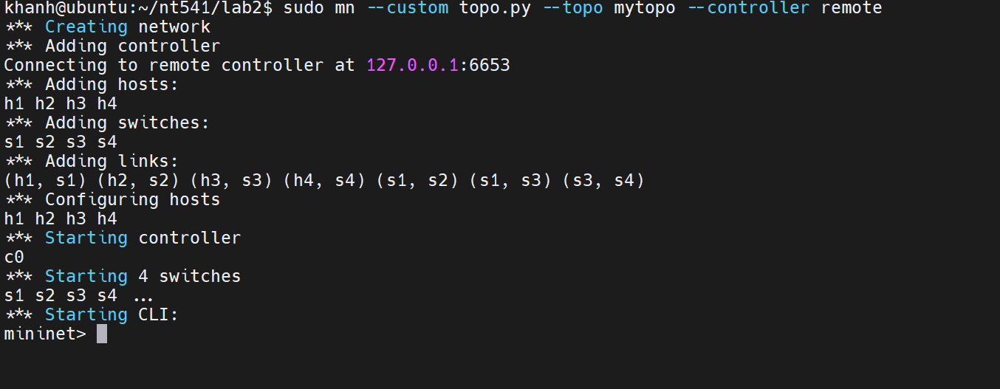 khanh@ubuntu:~/nt541/lab2$ sudo mn --custom topo.py --topo mytopo --controller remote
*** Creating network
*** Adding controller
Connecting to remote controller at 127.0.0.1:6653
*** Adding hosts:
h1 h2 h3 h4
*** Adding switches:
s1 s2 s3 s4
*** Adding links:
(h1, s1) (h2, s2) (h3, s3) (h4, s4) (s1, s2) (s1, s3) (s3, s4)
*** Configuring hosts
h1 h2 h3 h4
*** Starting controller
c0
*** Starting 4 switches
s1 s2 s3 s4 ...
*** Starting CLI:
mininet>